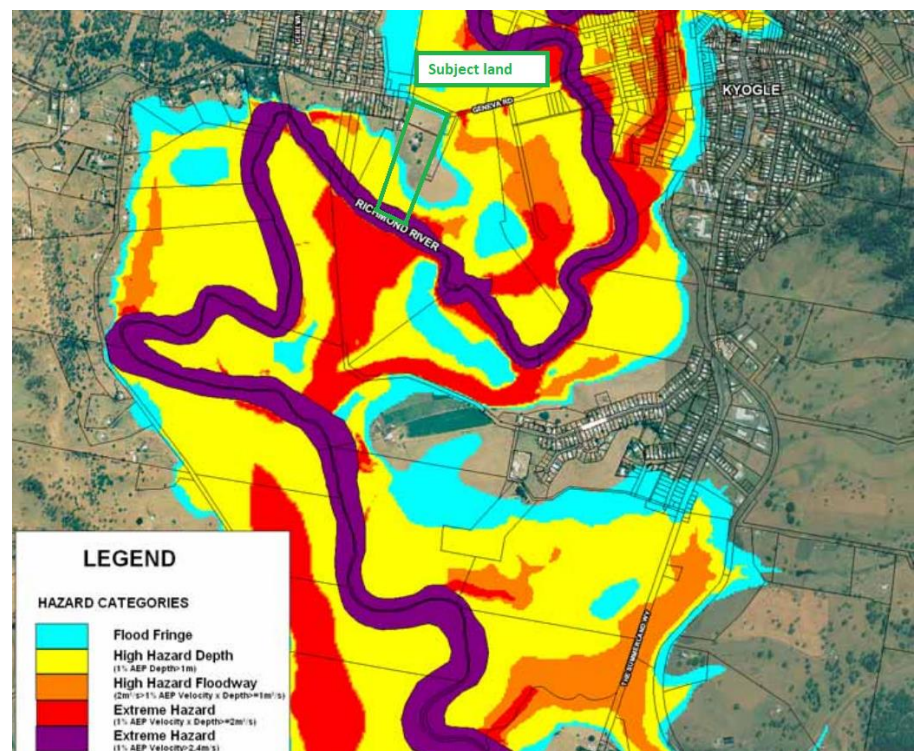 Subject land
GENEVA RD
KYOGLE
RICHMOND RIVER
THE SUMMERLAND WY
LEGEND
HAZARD CATEGORIES
Flood Fringe
High Hazard Depth
(1% AEP Depth>1m)
High Hazard Floodway
(2m²/s>1% AEP Velocity x Depth>=1m²/s)
Extreme Hazard
(1% AEP Velocity x Depth>=2m²/s)
Extreme Hazard
(1% AEP Velocity>2.4m/s)